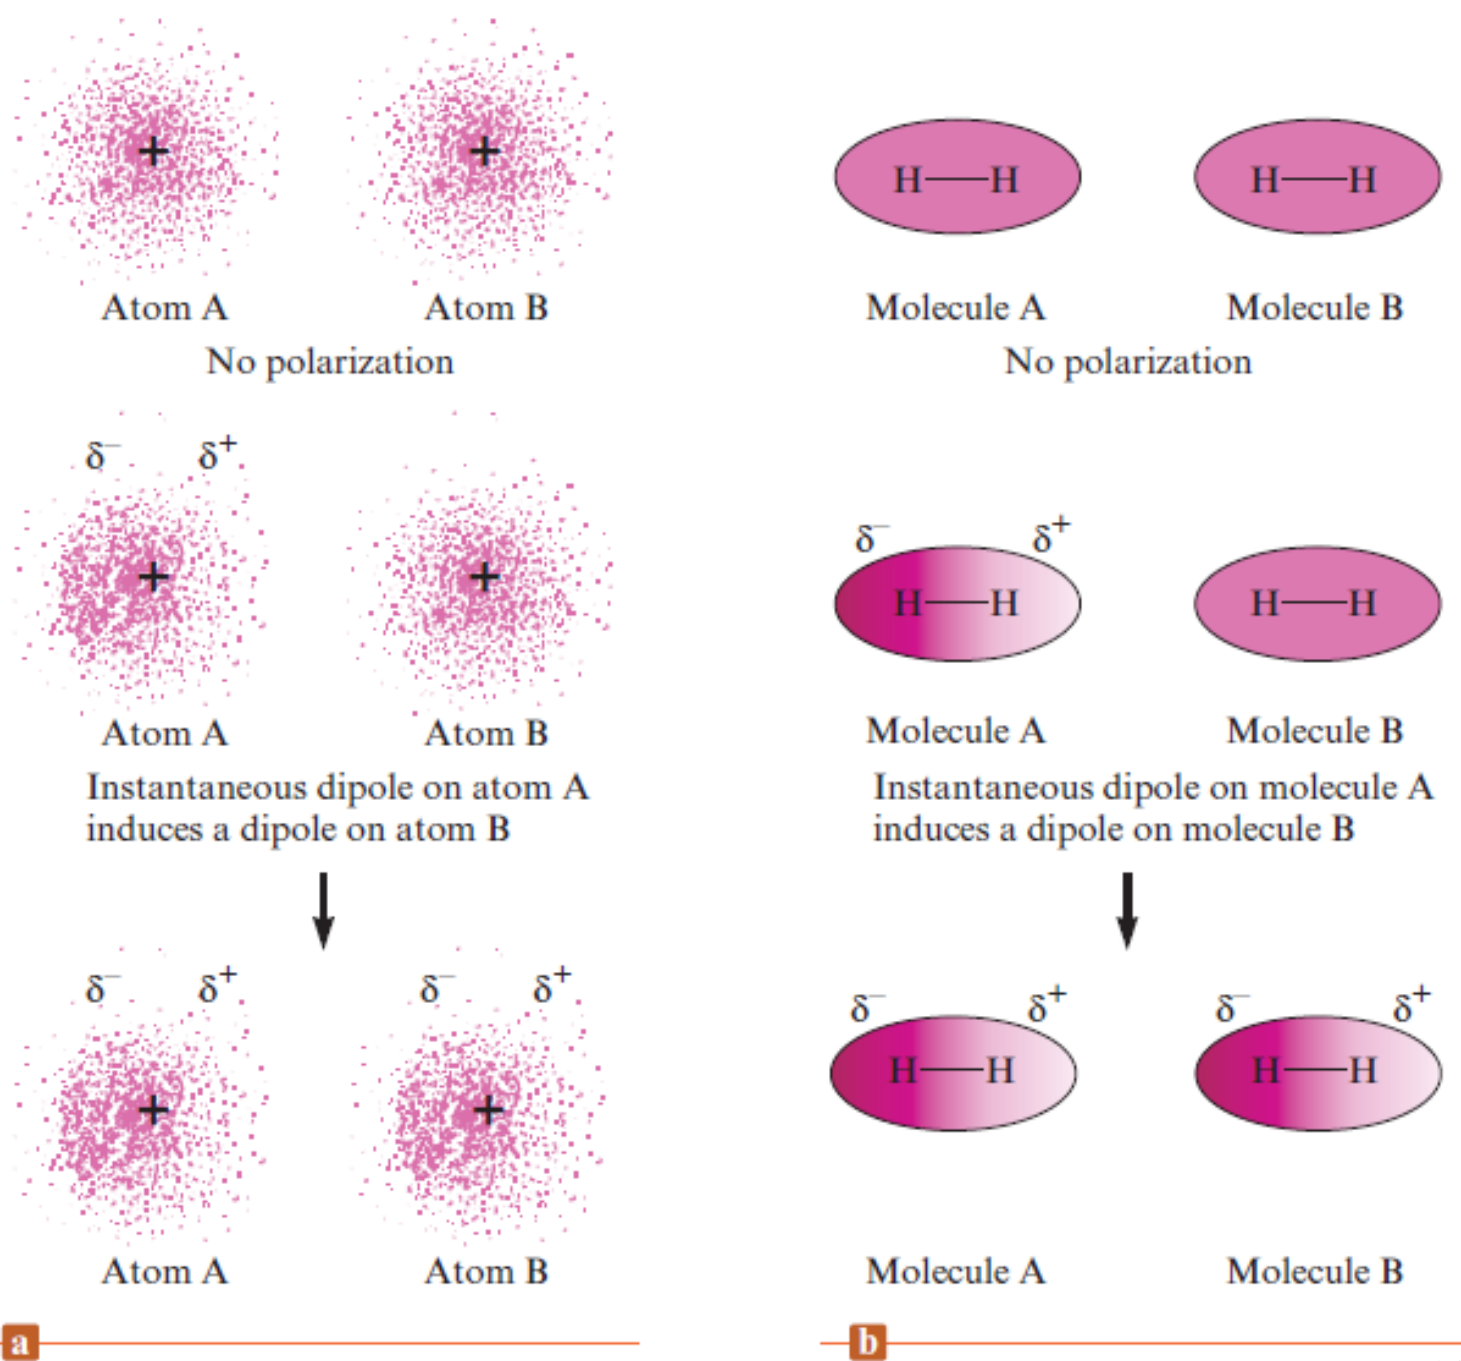 + +
Atom A Atom B
No polarization
δ⁻ δ⁺
+ +
Atom A Atom B
Instantaneous dipole on atom A
induces a dipole on atom B
δ⁻ δ⁺ δ⁻ δ⁺
+ +
Atom A Atom B
a
H—H H—H
Molecule A Molecule B
No polarization
δ⁻ δ⁺
H—H H—H
Molecule A Molecule B
Instantaneous dipole on molecule A
induces a dipole on molecule B
δ⁻ δ⁺ δ⁻ δ⁺
H—H H—H
Molecule A Molecule B
b